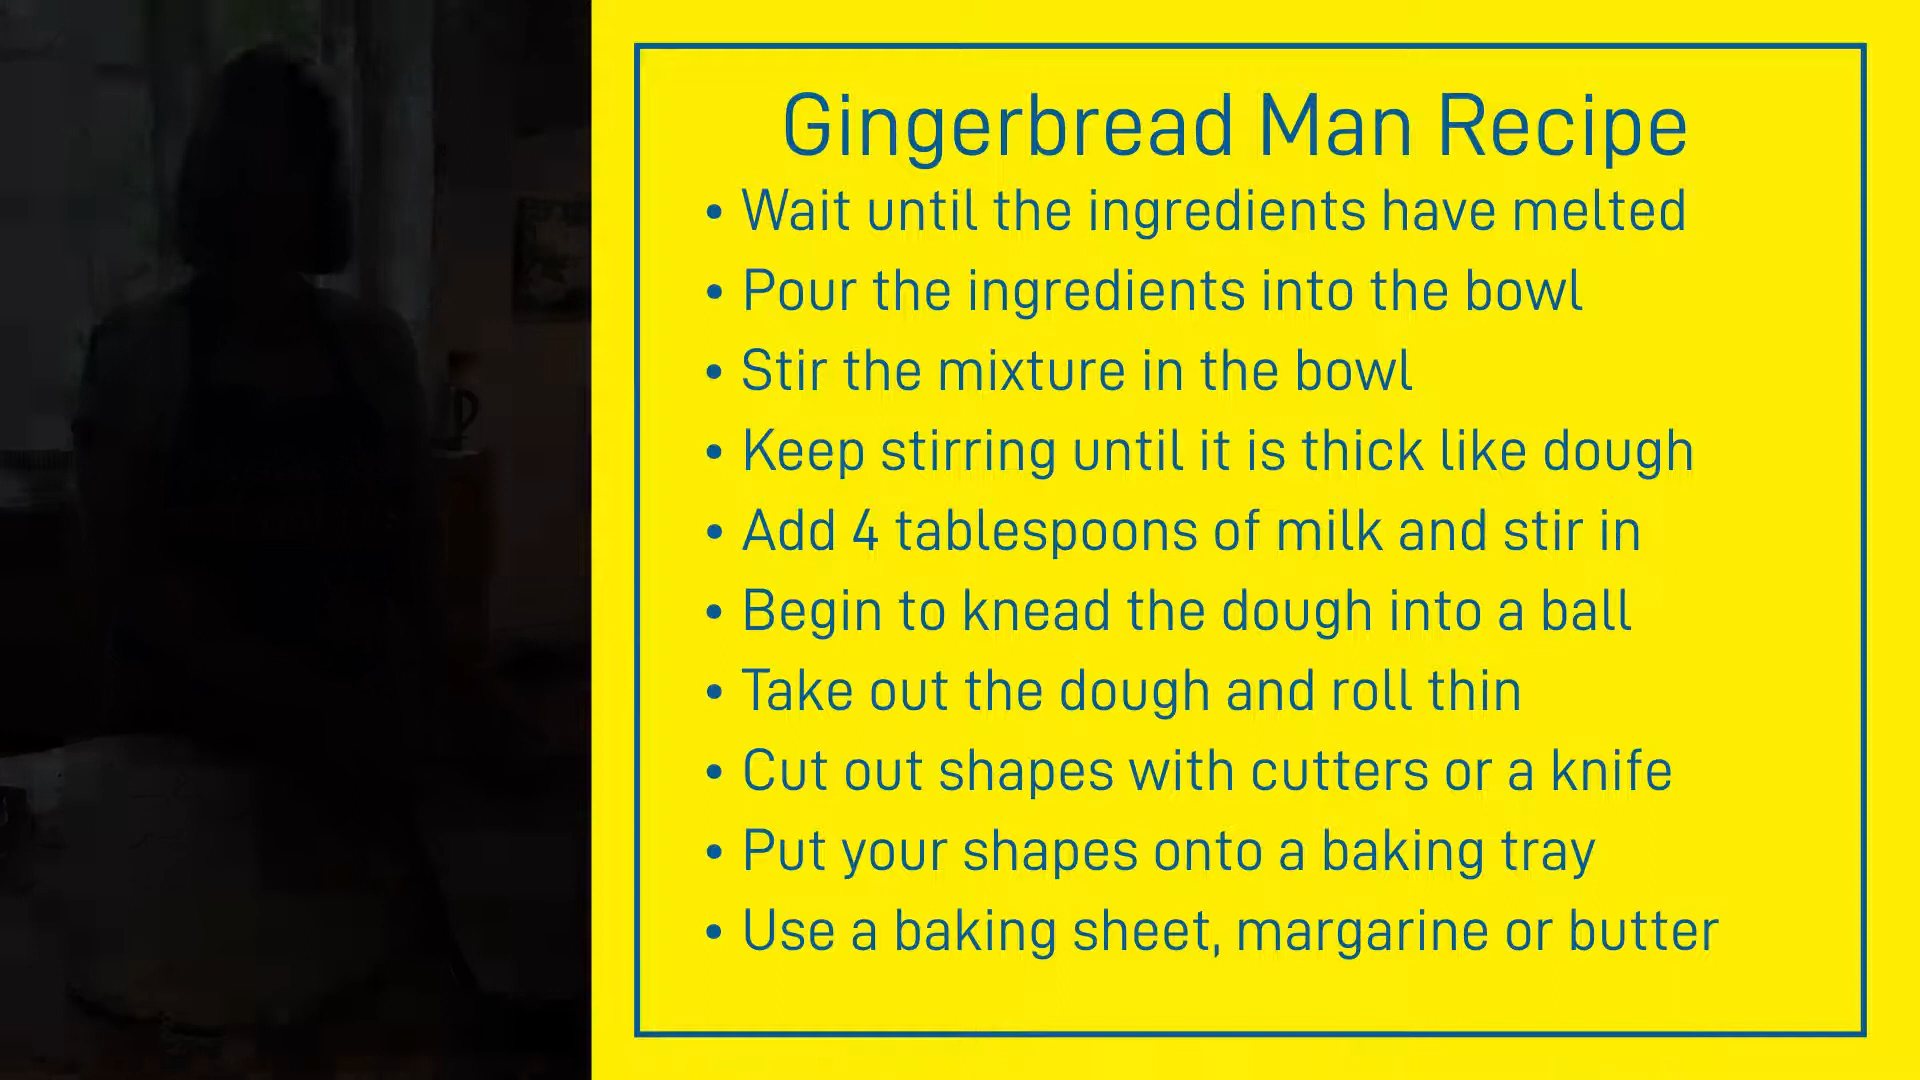 Gingerbread Man Recipe
• Wait until the ingredients have melted
• Pour the ingredients into the bowl
• Stir the mixture in the bowl
• Keep stirring until it is thick like dough
• Add 4 tablespoons of milk and stir in
• Begin to knead the dough into a ball
• Take out the dough and roll thin
• Cut out shapes with cutters or a knife
• Put your shapes onto a baking tray
• Use a baking sheet, margarine or butter